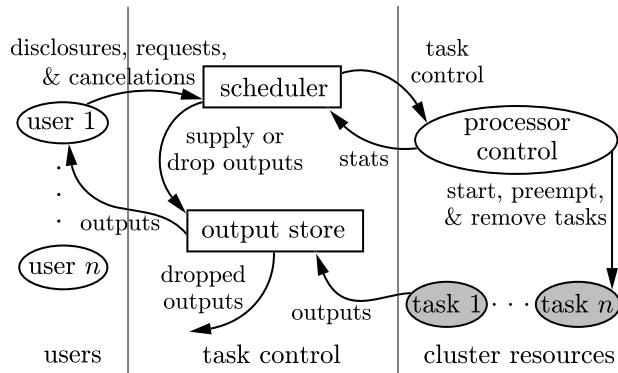 disclosures, requests,
& cancelations
scheduler
task
control
user 1
processor
control
supply or
drop outputs
stats
start, preempt,
& remove tasks
outputs
output store
user n
dropped
outputs
outputs
task 1
· · ·
task n
users
task control
cluster resources